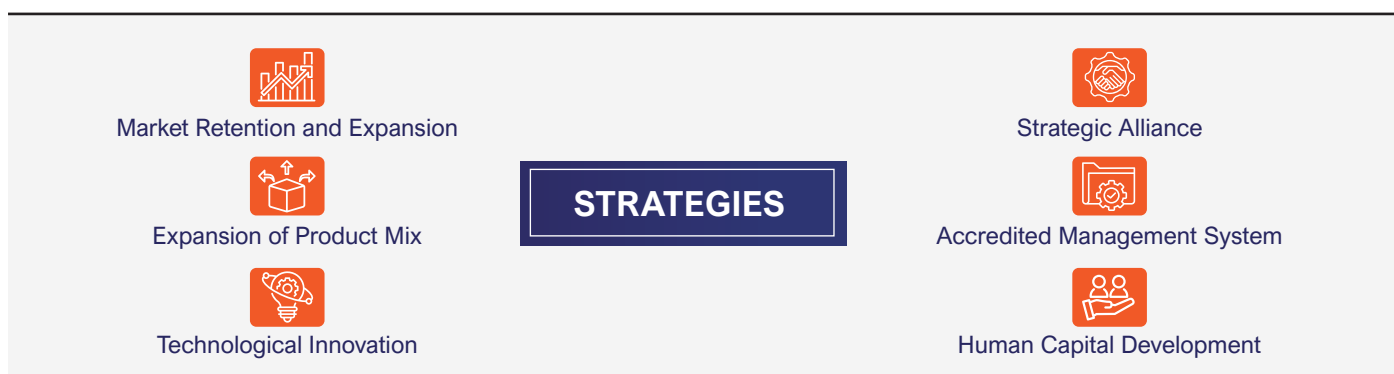 Market Retention and Expansion
Expansion of Product Mix
Technological Innovation
STRATEGIES
Strategic Alliance
Accredited Management System
Human Capital Development